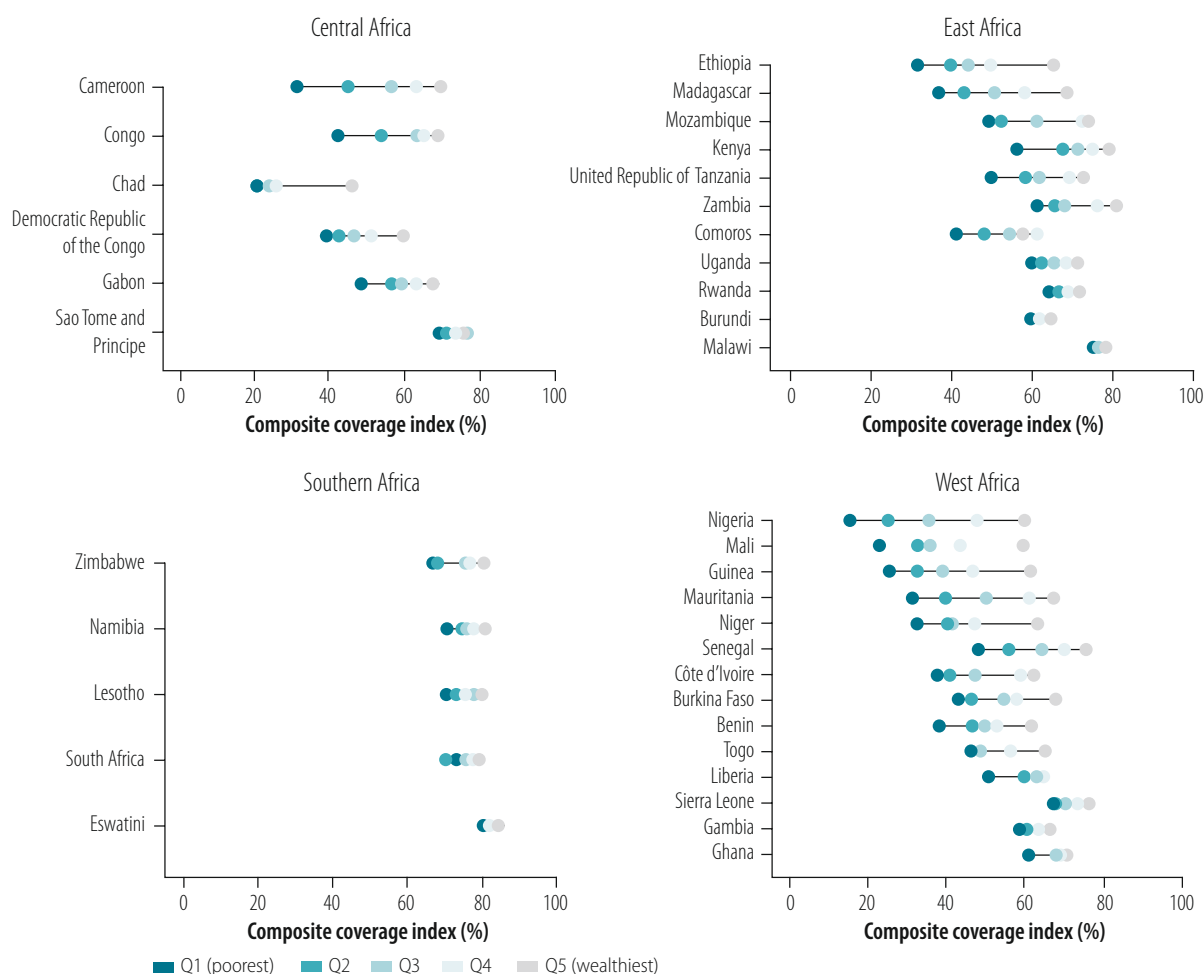 Central Africa
Cameroon
Congo
Chad
Democratic Republic
of the Congo
Gabon
Sao Tome and
Principe
0 20 40 60 80 100
Composite coverage index (%)
East Africa
Ethiopia
Madagascar
Mozambique
Kenya
United Republic of Tanzania
Zambia
Comoros
Uganda
Rwanda
Burundi
Malawi
0 20 40 60 80 100
Composite coverage index (%)
Southern Africa
Zimbabwe
Namibia
Lesotho
South Africa
Eswatini
0 20 40 60 80 100
Composite coverage index (%)
West Africa
Nigeria
Mali
Guinea
Mauritania
Niger
Senegal
Côte d'Ivoire
Burkina Faso
Benin
Togo
Liberia
Sierra Leone
Gambia
Ghana
0 20 40 60 80 100
Composite coverage index (%)
Q1 (poorest) Q2 Q3 Q4 Q5 (wealthiest)